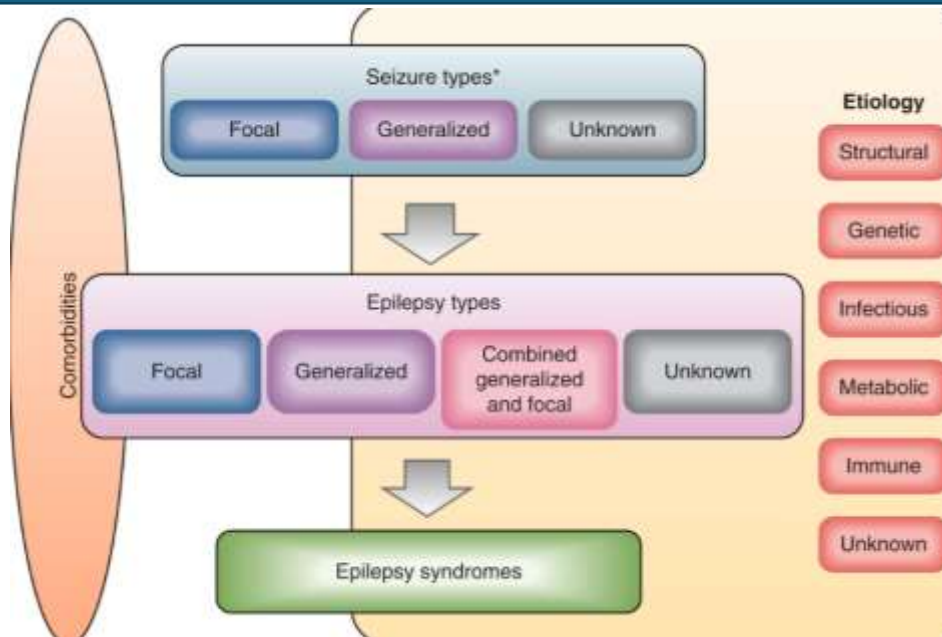 Seizure types*
Focal
Generalized
Unknown
Etiology
Structural
Genetic
Infectious
Metabolic
Immune
Unknown
Comorbidities
Epilepsy types
Focal
Generalized
Combined
generalized
and focal
Unknown
Epilepsy syndromes